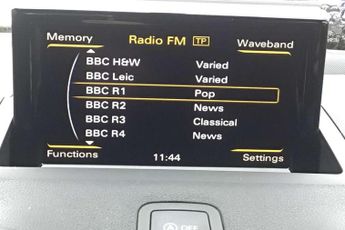 Memory Radio FM TP Waveband
BBC H&W Varied
BBC Leic Varied
BBC R1 Pop
BBC R2 News
BBC R3 Classical
BBC R4 News
Functions 11:44 Settings
OFF